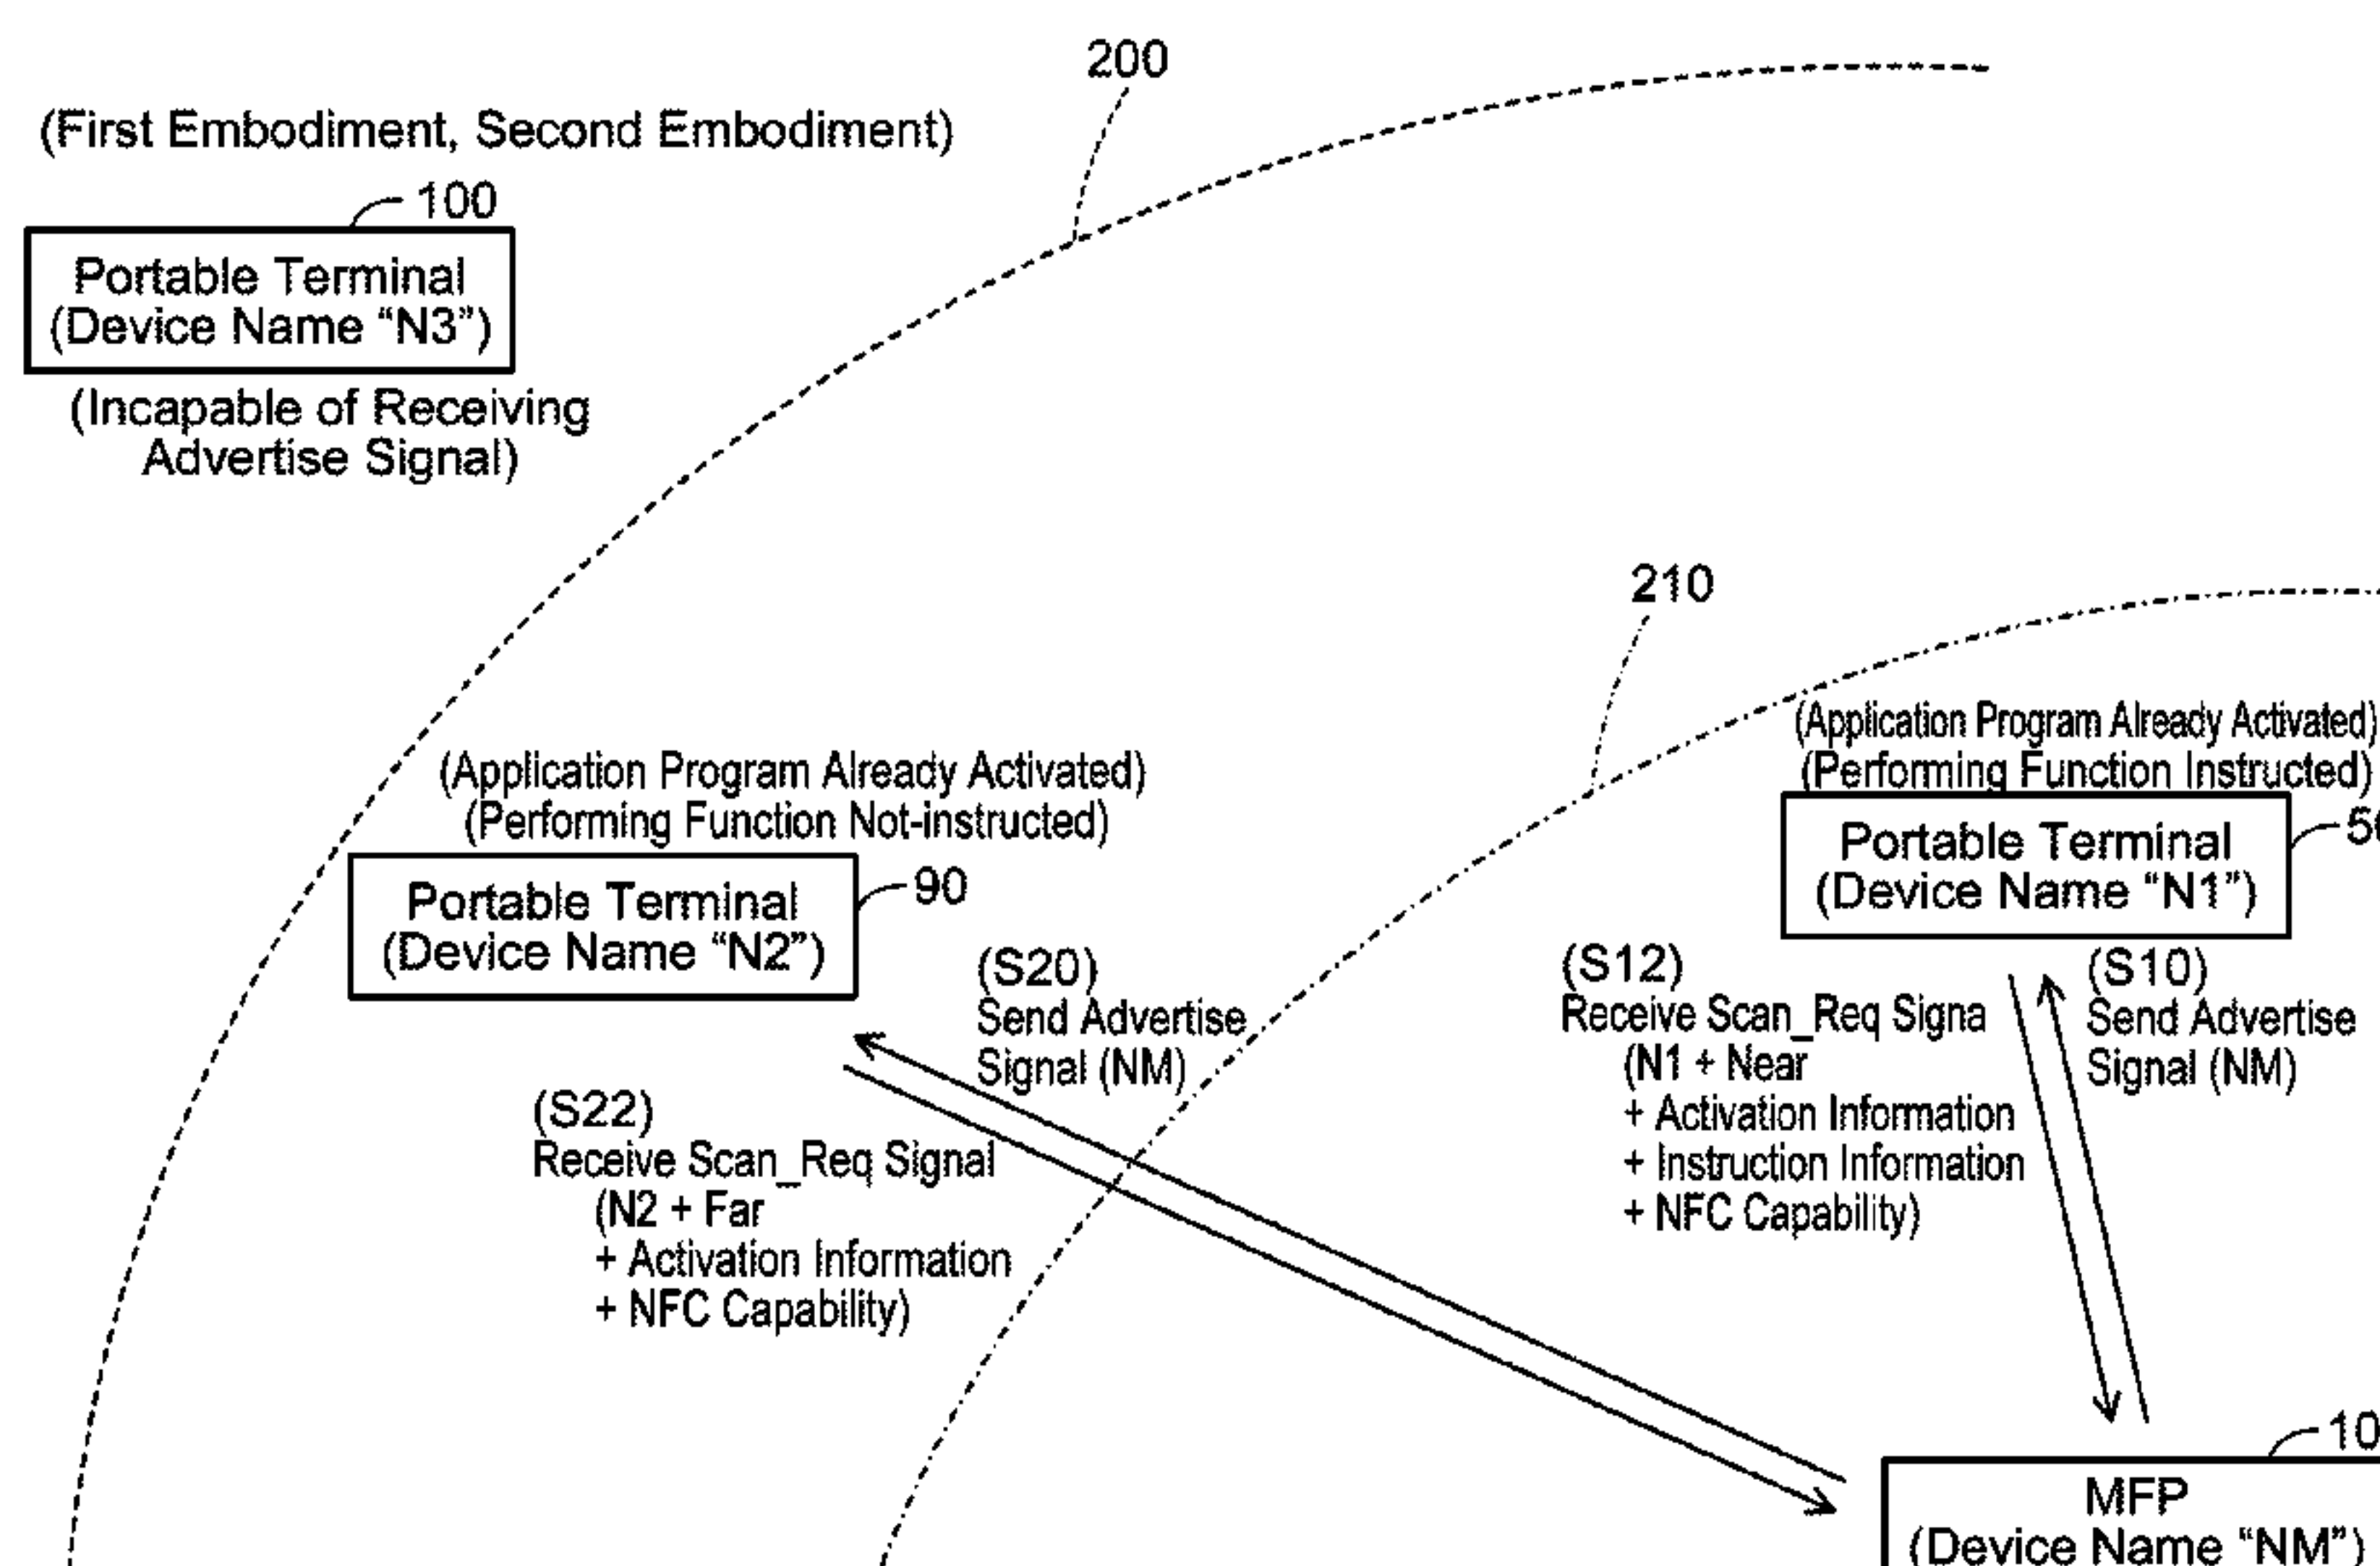 200
(First Embodiment, Second Embodiment)
100
Portable Terminal
(Device Name “N3”)
(Incapable of Receiving
Advertise Signal)
210
(Application Program Already Activated)
(Performing Function Instructed)
Portable Terminal
(Device Name “N1”)
(Application Program Already Activated)
(Performing Function Not-instructed)
Portable Terminal
(Device Name “N2”)
90
(S20)
Send Advertise
Signal (NM)
(S12)
Receive Scan_Req Signa
(N1 + Near
+ Activation Information
+ Instruction Information
+ NFC Capability)
(S10)
Send Advertise
Signal (NM)
(S22)
Receive Scan_Req Signal
(N2 + Far
+ Activation Information
+ NFC Capability)
10
MFP
(Device Name “NM”)